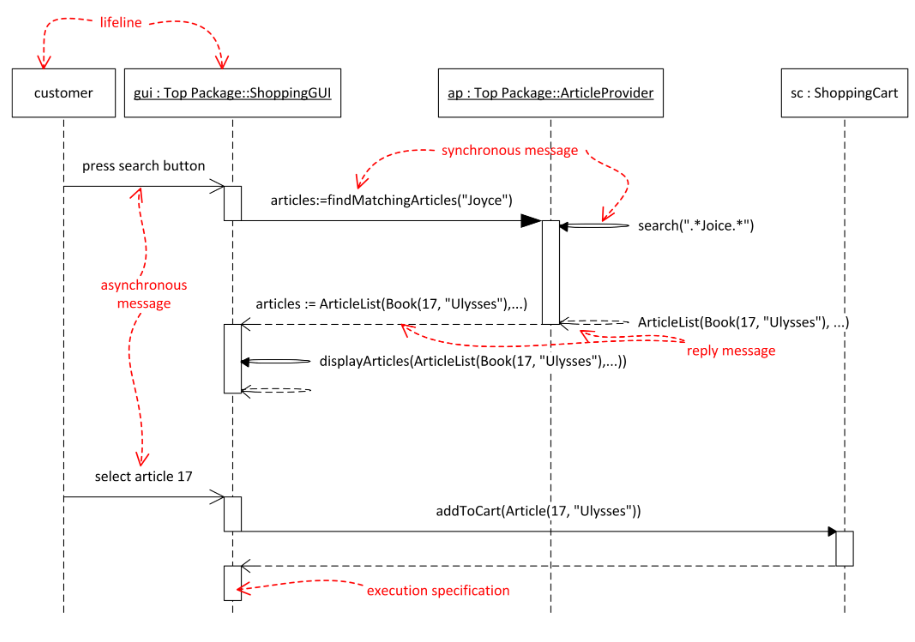 lifeline
customer
gui : Top Package::ShoppingGUI
ap : Top Package::ArticleProvider
sc : ShoppingCart
synchronous message
press search button
articles:=findMatchingArticles("Joyce")
search(".*Joice.*")
asynchronous
message
articles := ArticleList(Book(17, "Ulysses"),...)
ArticleList(Book(17, "Ulysses"), ...)
reply message
displayArticles(ArticleList(Book(17, "Ulysses"),...))
select article 17
addToCart(Article(17, "Ulysses"))
execution specification